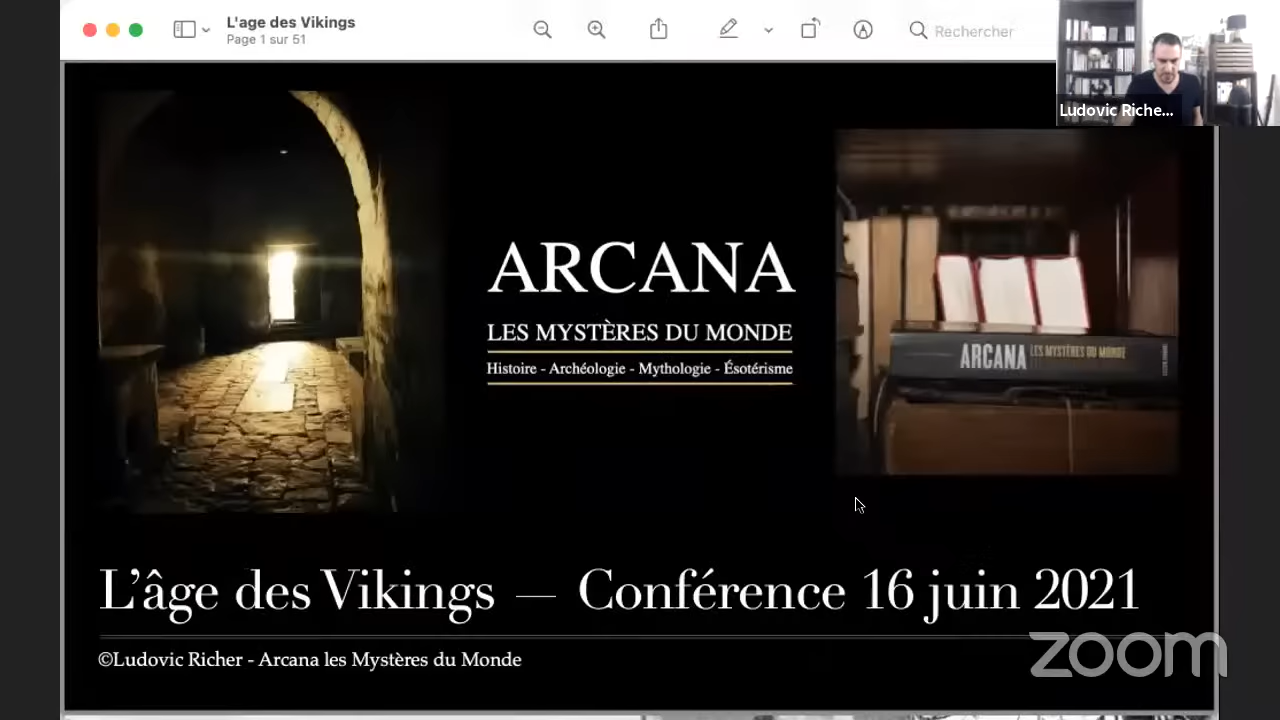 L'age des Vikings
Page 1 sur 51
Rechercher
Ludovic Riche...
ARCANA
LES MYSTÈRES DU MONDE
Histoire - Archéologie - Mythologie - Ésotérisme
ARCANA LES MYSTÈRES DU MONDE
L’âge des Vikings — Conférence 16 juin 2021
©Ludovic Richer - Arcana les Mystères du Monde
zoom